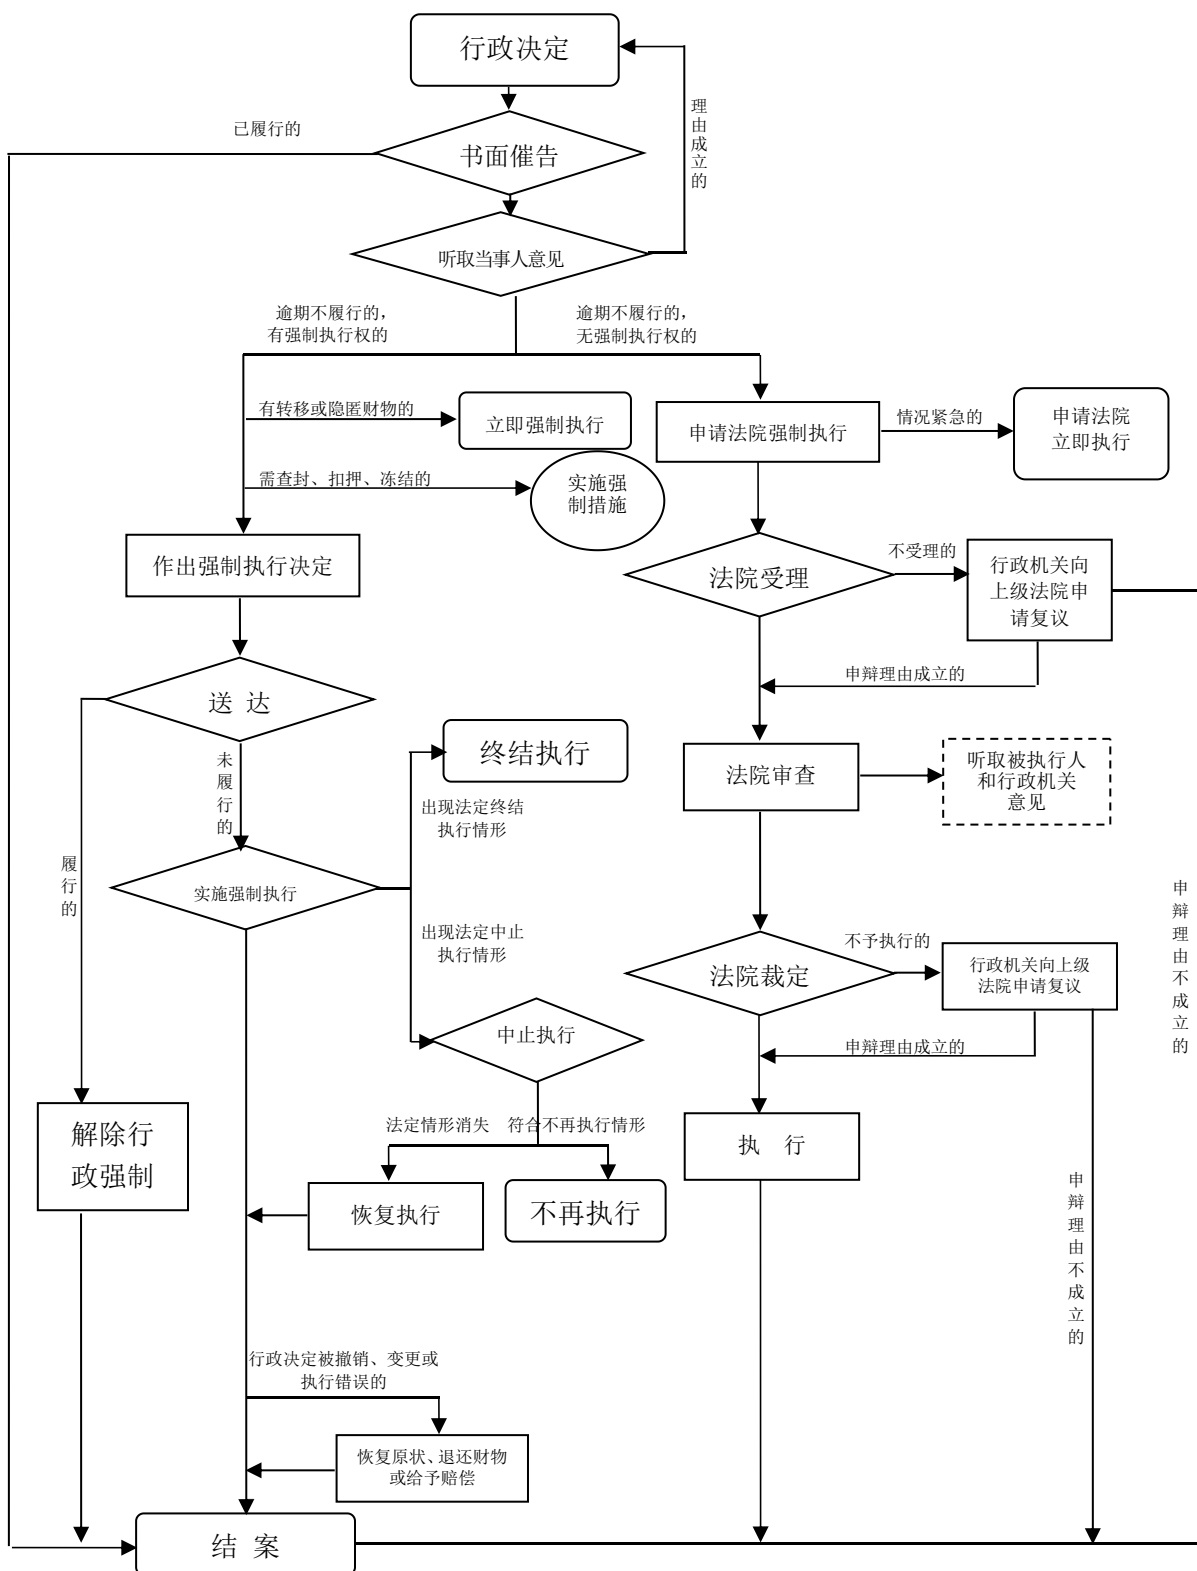 行政决定
已履行的
理由成立的
书面催告
听取当事人意见
逾期不履行的，
有强制执行权的
逾期不履行的，
无强制执行权的
有转移或隐匿财物的
立即强制执行
申请法院强制执行
情况紧急的
申请法院
立即执行
需查封、扣押、冻结的
实施强
制措施
作出强制执行决定
法院受理
不受理的
行政机关向
上级法院申
请复议
申辩理由成立的
送 达
未履行的
终结执行
法院审查
听取被执行人
和行政机关
意见
出现法定终结
执行情形
履行的
实施强制执行
申辩理由不成立的
出现法定中止
执行情形
法院裁定
不予执行的
行政机关向上级
法院申请复议
中止执行
申辩理由成立的
解除行
政强制
法定情形消失
符合不再执行情形
执 行
恢复执行
不再执行
申辩理由不成立的
行政决定被撤销、变更或
执行错误的
恢复原状、退还财物
或给予赔偿
结 案